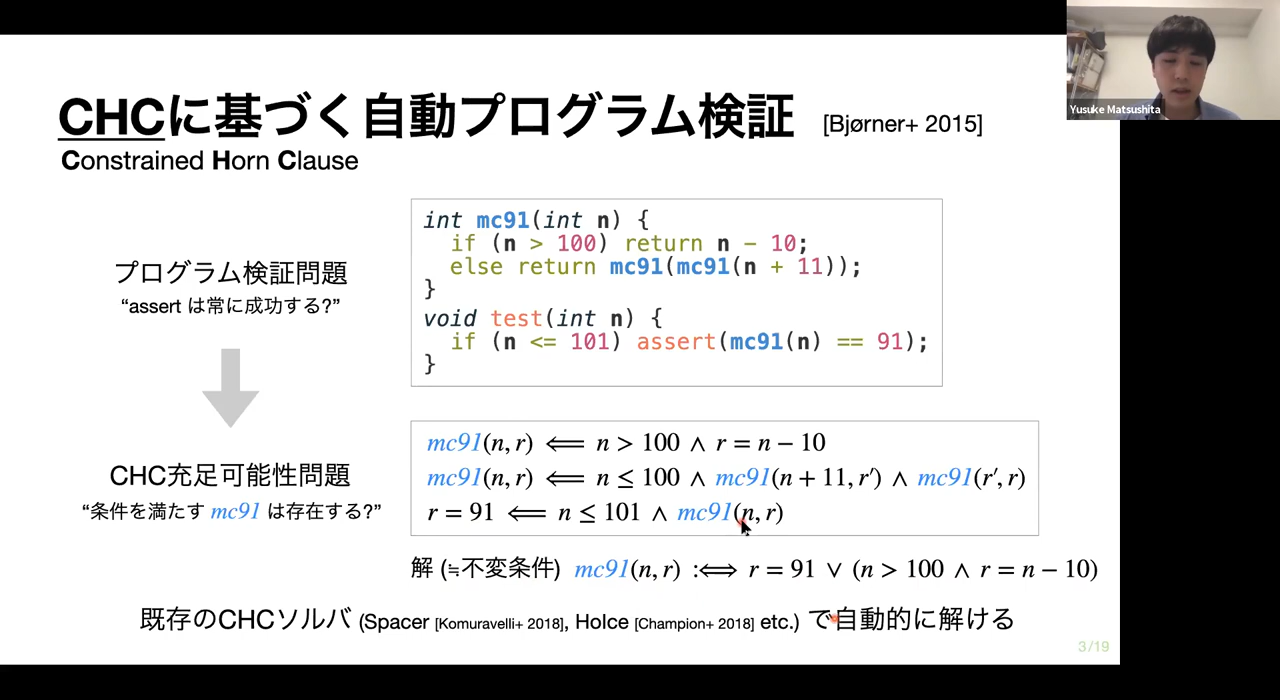 CHCに基づく自動プログラム検証 [Bjørner+ 2015]
Constrained Horn Clause
Yusuke Matsushita
プログラム検証問題
“assert は常に成功する?”
int mc91(int n) {
if (n > 100) return n - 10;
else return mc91(mc91(n + 11));
}
void test(int n) {
if (n <= 101) assert(mc91(n) == 91);
}
CHC充足可能性問題
“条件を満たす mc91 は存在する?”
mc91(n, r) ⟸ n > 100 ∧ r = n − 10
mc91(n, r) ⟸ n ≤ 100 ∧ mc91(n + 11, r′) ∧ mc91(r′, r)
r = 91 ⟸ n ≤ 101 ∧ mc91(n, r)
解 (≒不変条件) mc91(n, r) :⟺ r = 91 ∨ (n > 100 ∧ r = n − 10)
既存のCHCソルバ (Spacer [Komuravelli+ 2018], HoIce [Champion+ 2018] etc.) で自動的に解ける
3/19